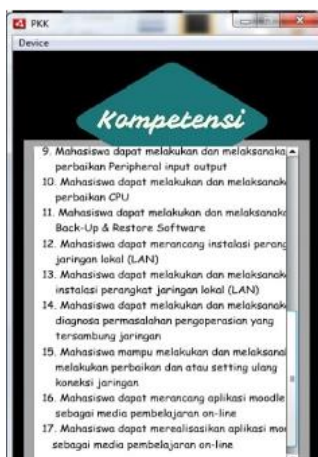 PKK
Device
Kompetensi
9. Mahasiswa dapat melakukan dan melaksanaka
perbaikan Peripheral input output
10. Mahasiswa dapat melakukan dan melaksanak
perbaikan CPU
11. Mahasiswa dapat melakukan dan melaksanaka
Back-Up & Restore Software
12. Mahasiswa dapat merancang instalasi perang
jaringan lokal (LAN)
13. Mahasiswa dapat melakukan dan melaksanak
instalasi perangkat jaringan lokal (LAN)
14. Mahasiswa dapat melakukan dan melaksanak
diagnosa permasalahan pengoperasian yang
tersambung jaringan
15. Mahasiswa mampu melakukan dan melaksanal
melakukan perbaikan dan atau setting ulang
koneksi jaringan
16. Mahasiswa dapat merancang aplikasi moodle
sebagai media pembelajaran on-line
17. Mahasiswa dapat merealisasikan aplikasi moo
sebagai media pembelajaran on-line